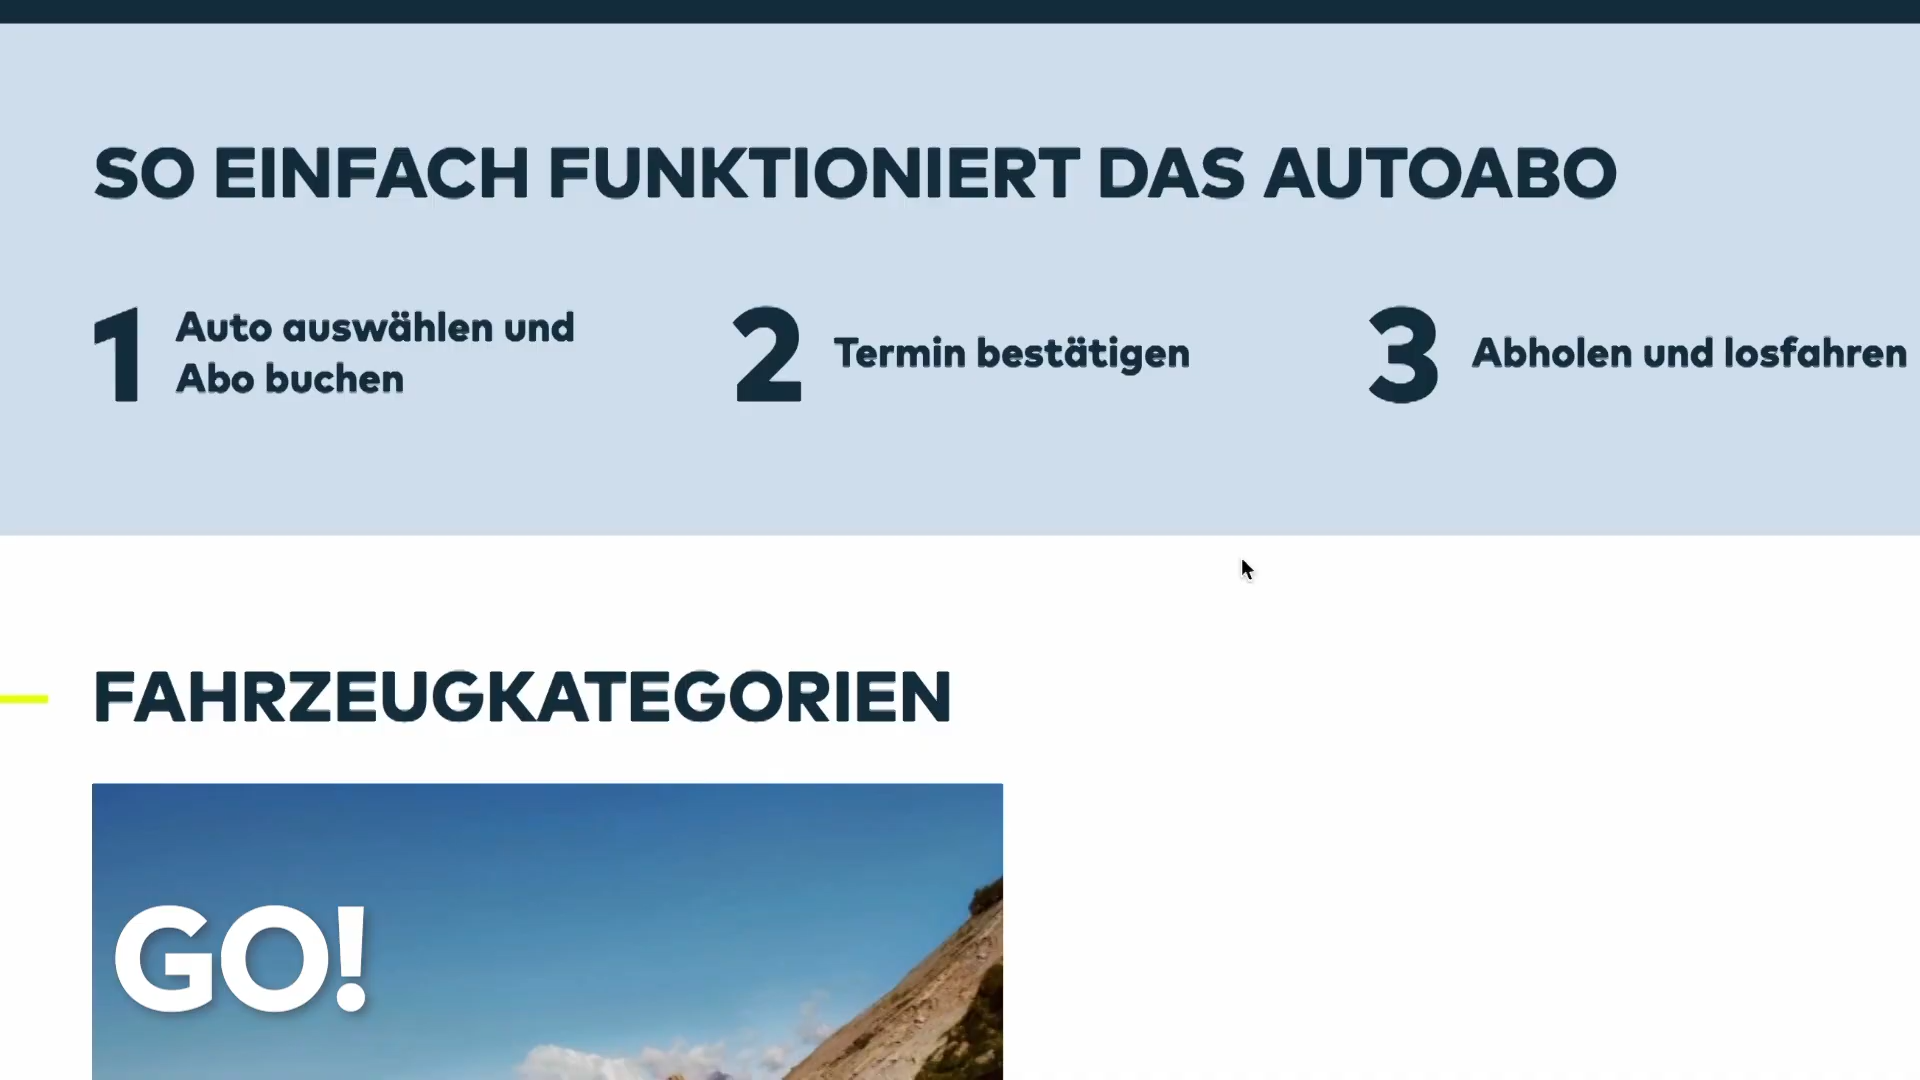 SO EINFACH FUNKTIONIERT DAS AUTOABO
1 Auto auswählen und
Abo buchen
2 Termin bestätigen
3 Abholen und losfahren
FAHRZEUGKATEGORIEN
GO!